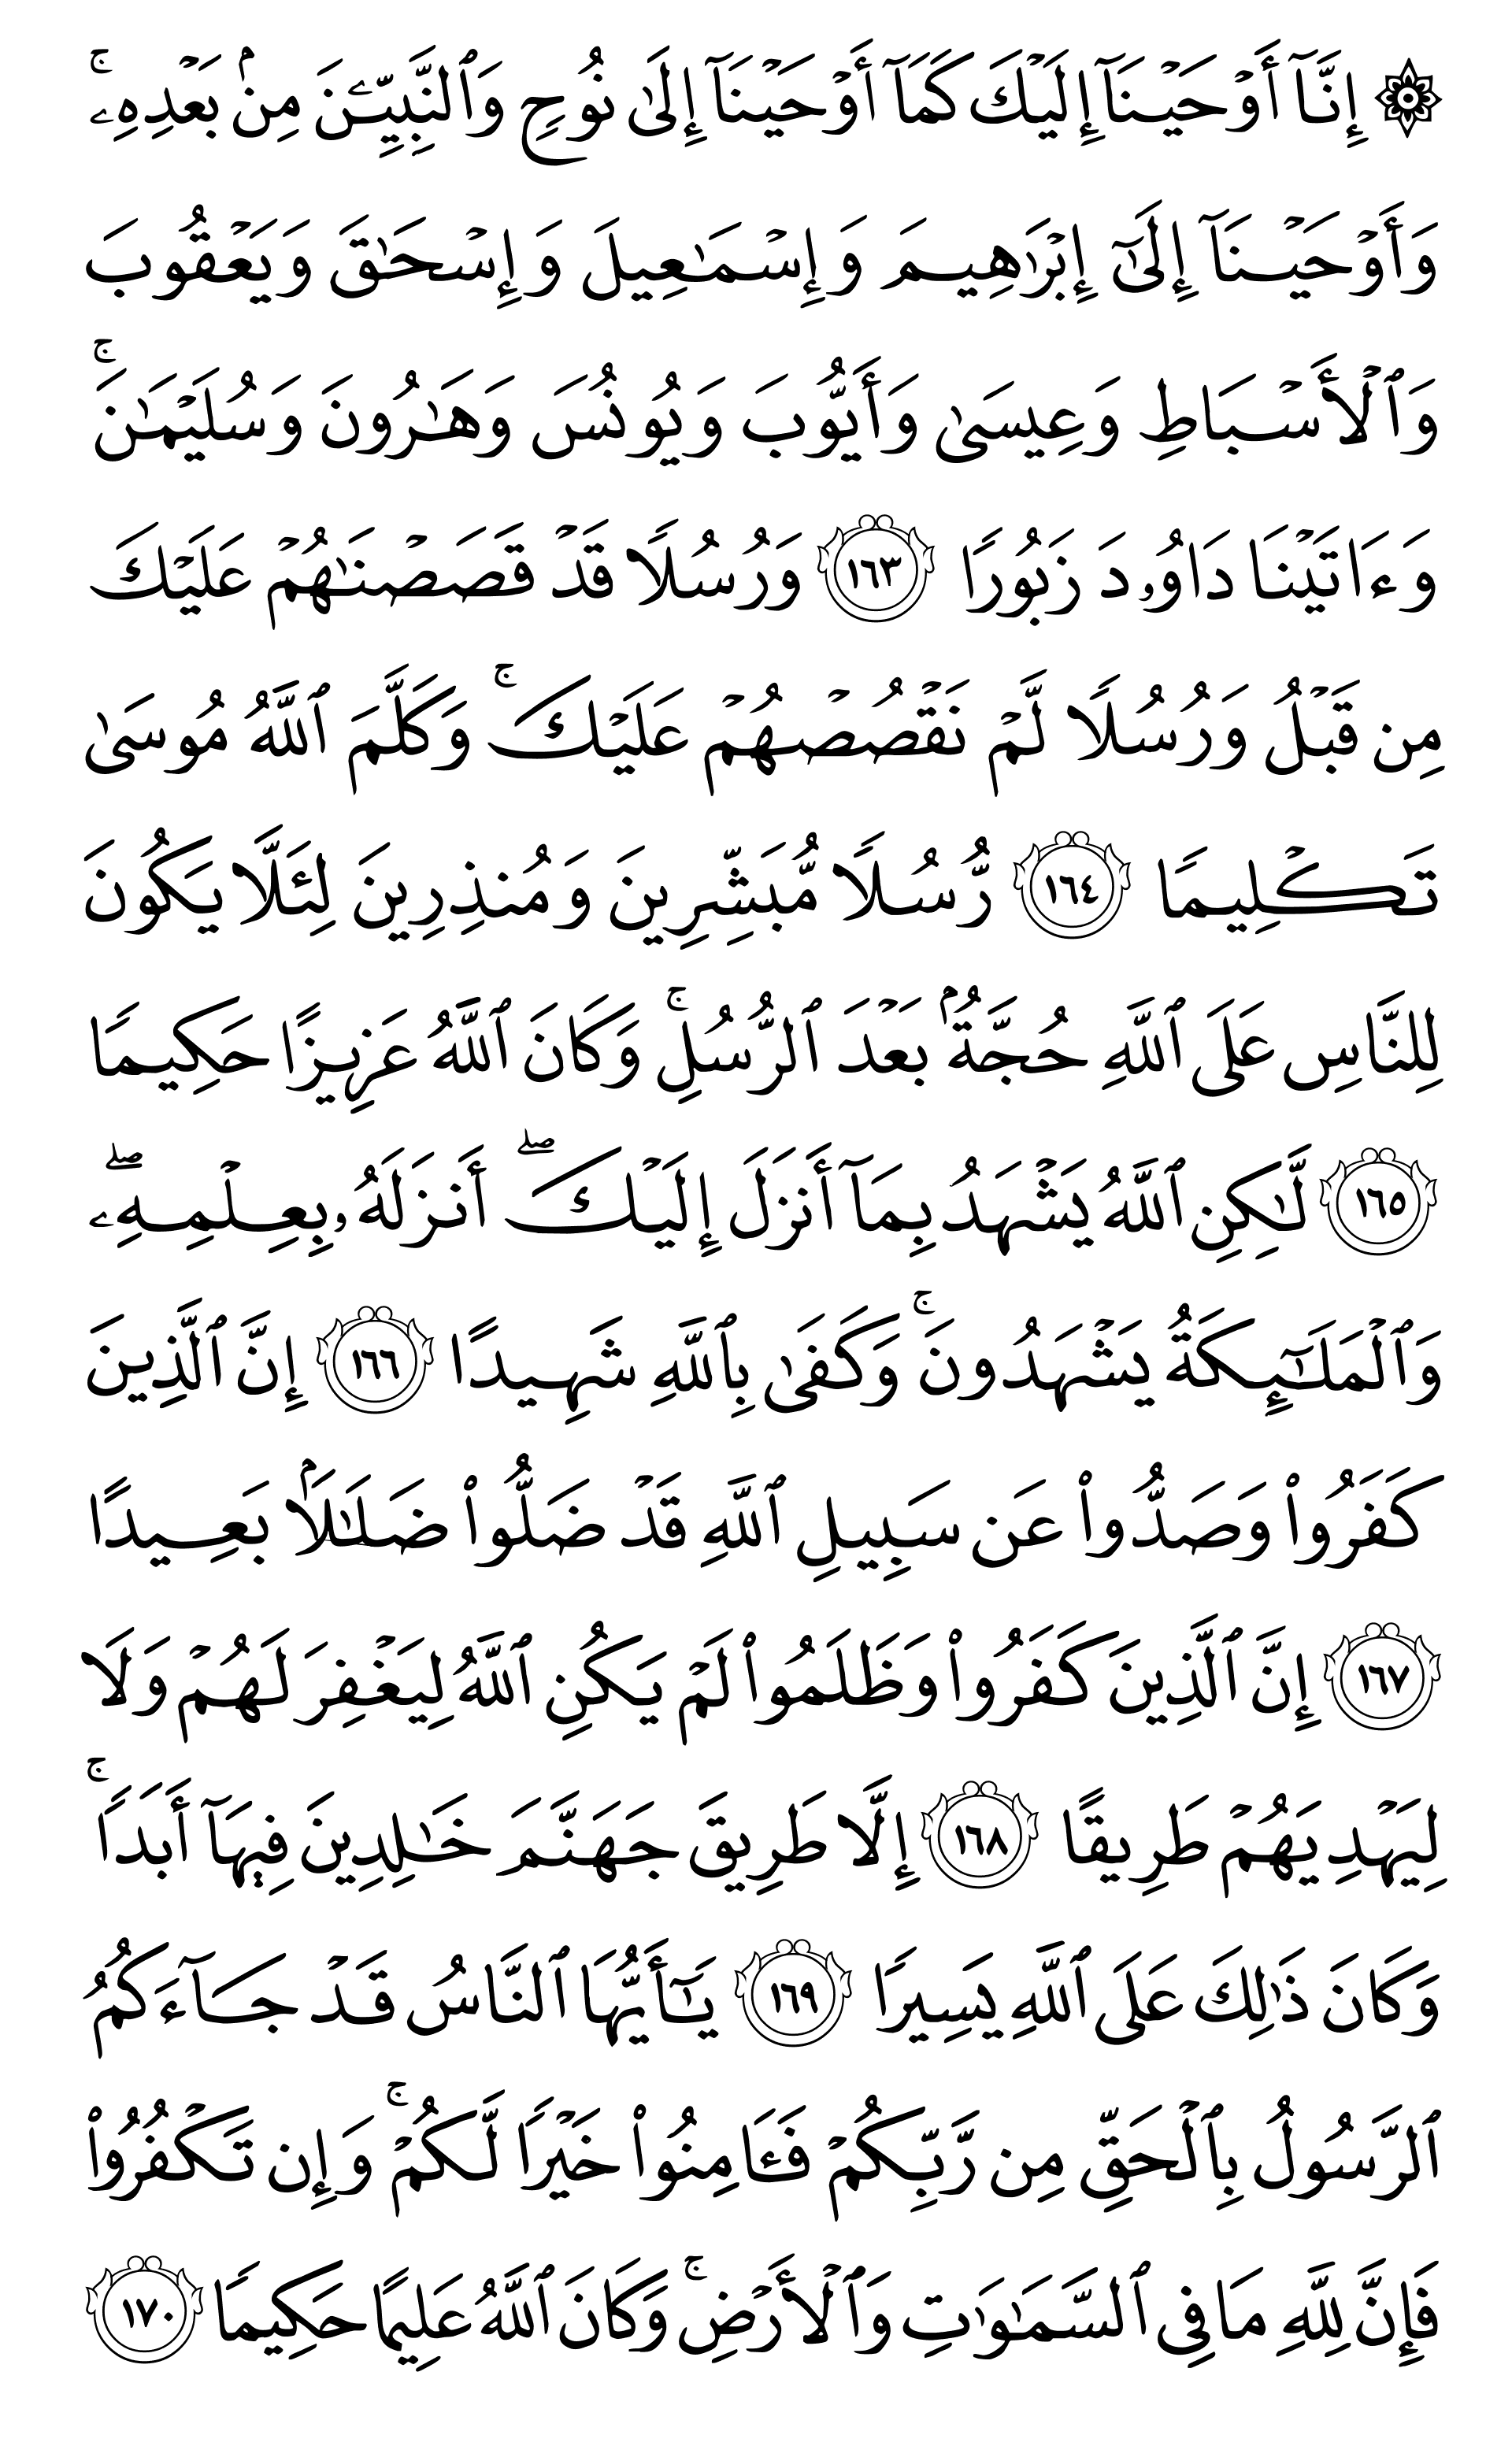 ۞ إِنَّآ أَوۡحَيۡنَآ إِلَيۡكَ كَمَآ أَوۡحَيۡنَآ إِلَىٰ نُوحٖ وَٱلنَّبِيِّـۧنَ مِنۢ بَعۡدِهِۦۚ
وَأَوۡحَيۡنَآ إِلَىٰٓ إِبۡرَٰهِيمَ وَإِسۡمَٰعِيلَ وَإِسۡحَٰقَ وَيَعۡقُوبَ
وَٱلۡأَسۡبَاطِ وَعِيسَىٰ وَأَيُّوبَ وَيُونُسَ وَهَٰرُونَ وَسُلَيۡمَٰنَۚ
وَءَاتَيۡنَا دَاوُۥدَ زَبُورٗا ١٦٣ وَرُسُلٗا قَدۡ قَصَصۡنَٰهُمۡ عَلَيۡكَ
مِن قَبۡلُ وَرُسُلٗا لَّمۡ نَقۡصُصۡهُمۡ عَلَيۡكَۚ وَكَلَّمَ ٱللَّهُ مُوسَىٰ
تَكۡلِيمٗا ١٦٤ رُّسُلٗا مُّبَشِّرِينَ وَمُنذِرِينَ لِئَلَّا يَكُونَ
لِلنَّاسِ عَلَى ٱللَّهِ حُجَّةُۢ بَعۡدَ ٱلرُّسُلِۚ وَكَانَ ٱللَّهُ عَزِيزًا حَكِيمٗا
١٦٥ لَّٰكِنِ ٱللَّهُ يَشۡهَدُ بِمَآ أَنزَلَ إِلَيۡكَۖ أَنزَلَهُۥ بِعِلۡمِهِۦۖ
وَٱلۡمَلَٰٓئِكَةُ يَشۡهَدُونَۚ وَكَفَىٰ بِٱللَّهِ شَهِيدًا ١٦٦ إِنَّ ٱلَّذِينَ
كَفَرُواْ وَصَدُّواْ عَن سَبِيلِ ٱللَّهِ قَدۡ ضَلُّواْ ضَلَٰلَۢا بَعِيدًا
١٦٧ إِنَّ ٱلَّذِينَ كَفَرُواْ وَظَلَمُواْ لَمۡ يَكُنِ ٱللَّهُ لِيَغۡفِرَ لَهُمۡ وَلَا
لِيَهۡدِيَهُمۡ طَرِيقًا ١٦٨ إِلَّا طَرِيقَ جَهَنَّمَ خَٰلِدِينَ فِيهَآ أَبَدٗاۚ
وَكَانَ ذَٰلِكَ عَلَى ٱللَّهِ يَسِيرٗا ١٦٩ يَٰٓأَيُّهَا ٱلنَّاسُ قَدۡ جَآءَكُمُ
ٱلرَّسُولُ بِٱلۡحَقِّ مِن رَّبِّكُمۡ فَـَٔامِنُواْ خَيۡرٗا لَّكُمۡۚ وَإِن تَكۡفُرُواْ
فَإِنَّ لِلَّهِ مَا فِي ٱلسَّمَٰوَٰتِ وَٱلۡأَرۡضِۚ وَكَانَ ٱللَّهُ عَلِيمًا حَكِيمٗا ١٧٠